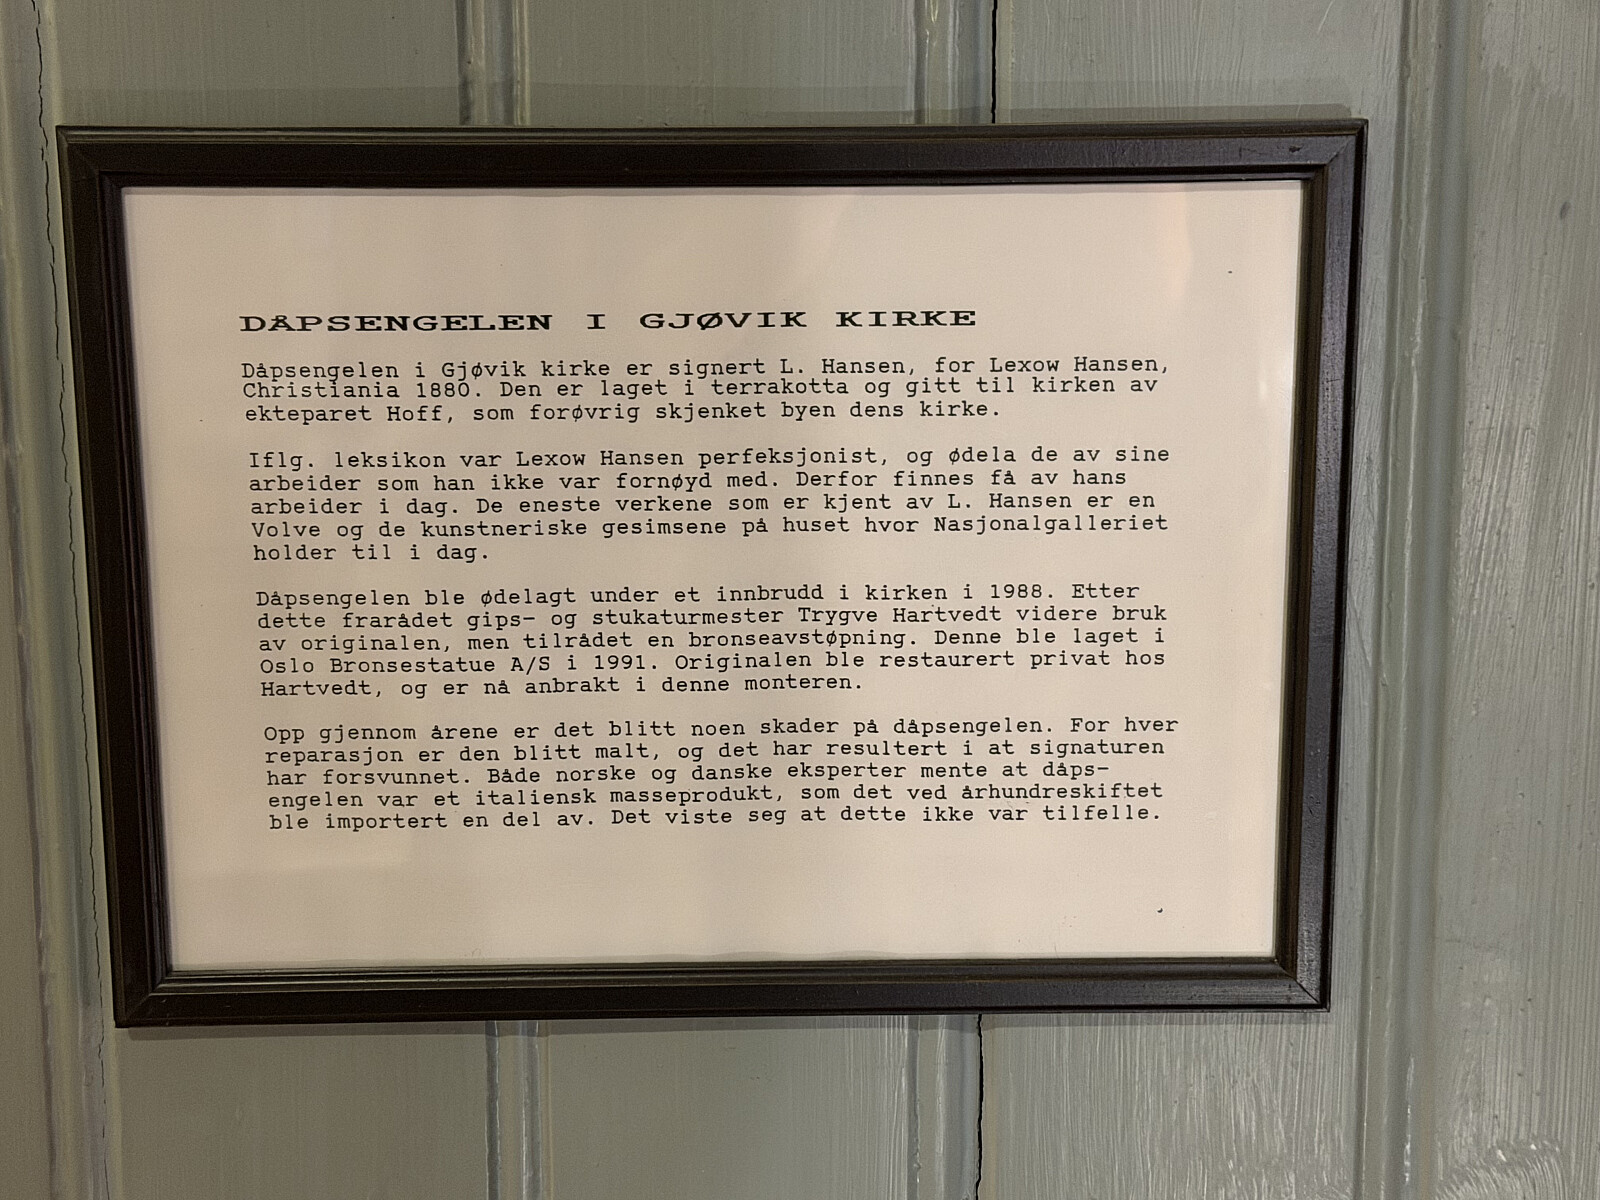 DÅPSENGELEN I GJØVIK KIRKE
Dåpsengelen i Gjøvik kirke er signert L. Hansen, for Lexow Hansen,
Christiania 1880. Den er laget i terrakotta og gitt til kirken av
ekteparet Hoff, som forøvrig skjenket byen dens kirke.
Iflg. leksikon var Lexow Hansen perfeksjonist, og ødela de av sine
arbeider som han ikke var fornøyd med. Derfor finnes få av hans
arbeider i dag. De eneste verkene som er kjent av L. Hansen er en
Volve og de kunstneriske gesimsene på huset hvor Nasjonalgalleriet
holder til i dag.
Dåpsengelen ble ødelagt under et innbrudd i kirken i 1988. Etter
dette frarådet gips- og stukaturmester Trygve Hartvedt videre bruk
av originalen, men tilrådet en bronseavstøpning. Denne ble laget i
Oslo Bronsestatue A/S i 1991. Originalen ble restaurert privat hos
Hartvedt, og er nå anbrakt i denne monteren.
Opp gjennom årene er det blitt noen skader på dåpsengelen. For hver
reparasjon er den blitt malt, og det har resultert i at signaturen
har forsvunnet. Både norske og danske eksperter mente at dåps-
engelen var et italiensk masseprodukt, som det ved århundreskiftet
ble importert en del av. Det viste seg at dette ikke var tilfelle.